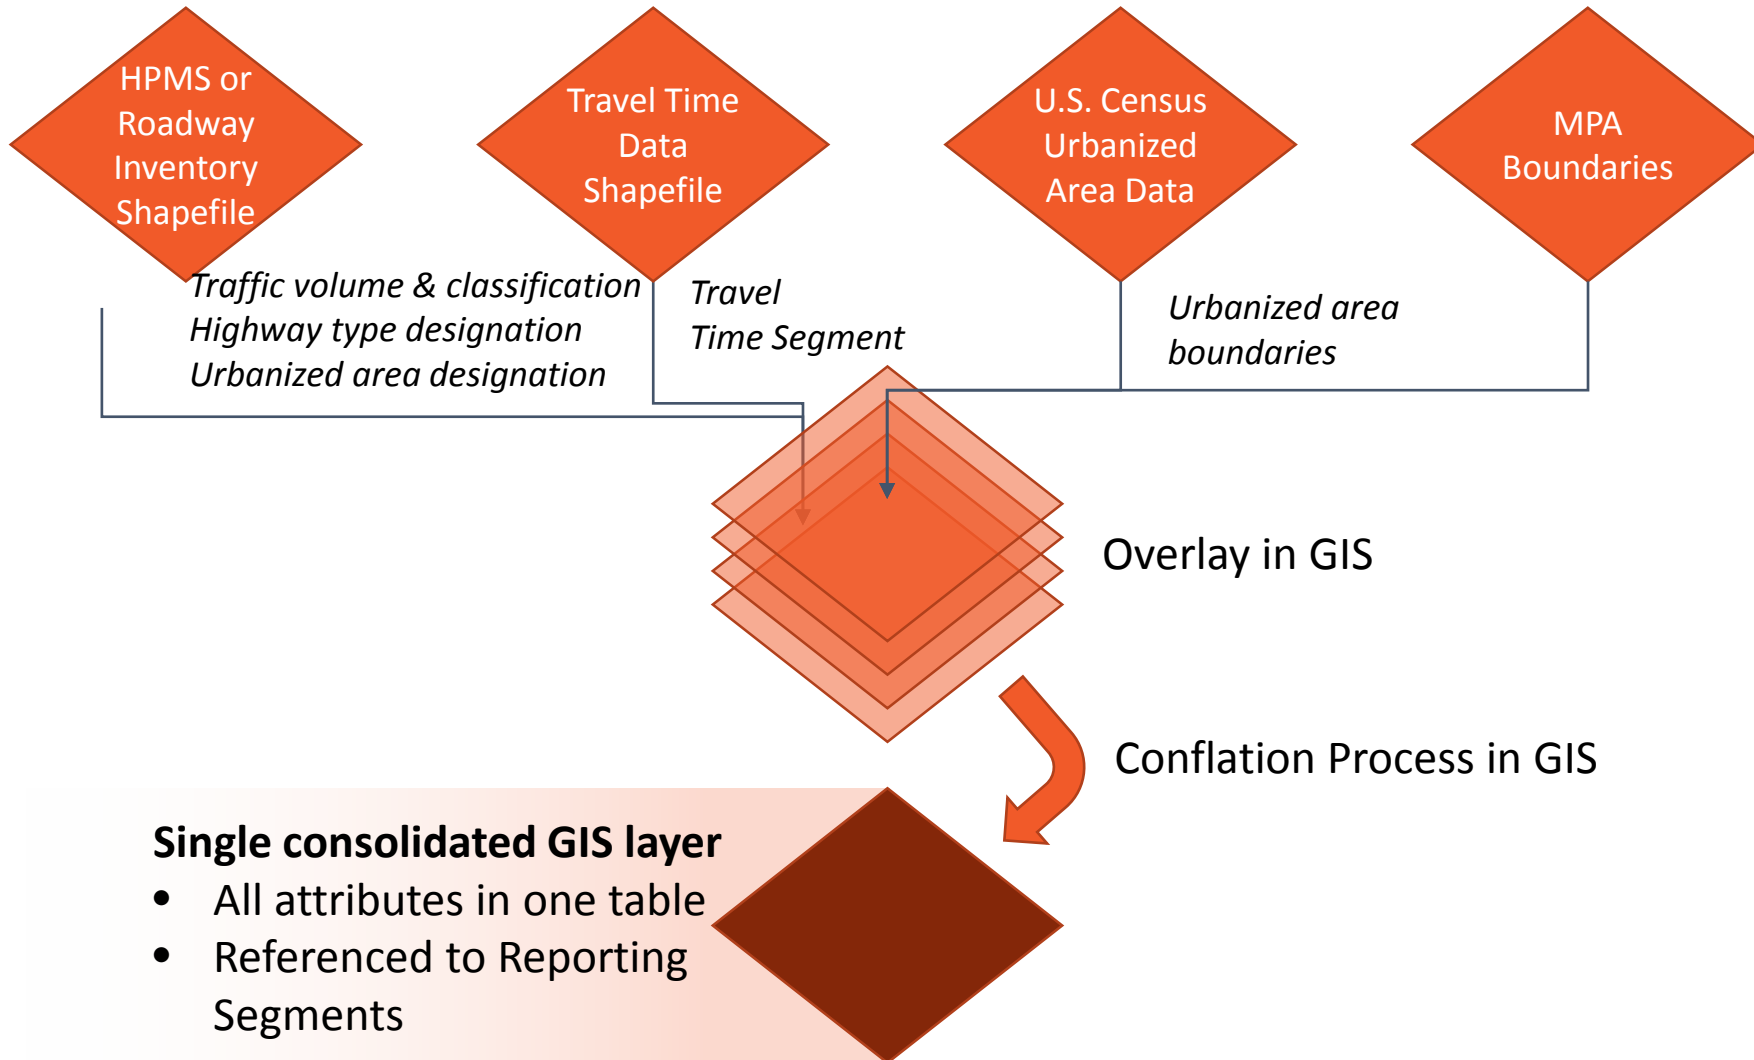 HPMS or
Roadway
Inventory
Shapefile
Travel Time
Data
Shapefile
U.S. Census
Urbanized
Area Data
MPA
Boundaries
Traffic volume & classification
Highway type designation
Urbanized area designation
Travel
Time Segment
Urbanized area
boundaries
Overlay in GIS
Conflation Process in GIS
Single consolidated GIS layer
• All attributes in one table
• Referenced to Reporting
Segments